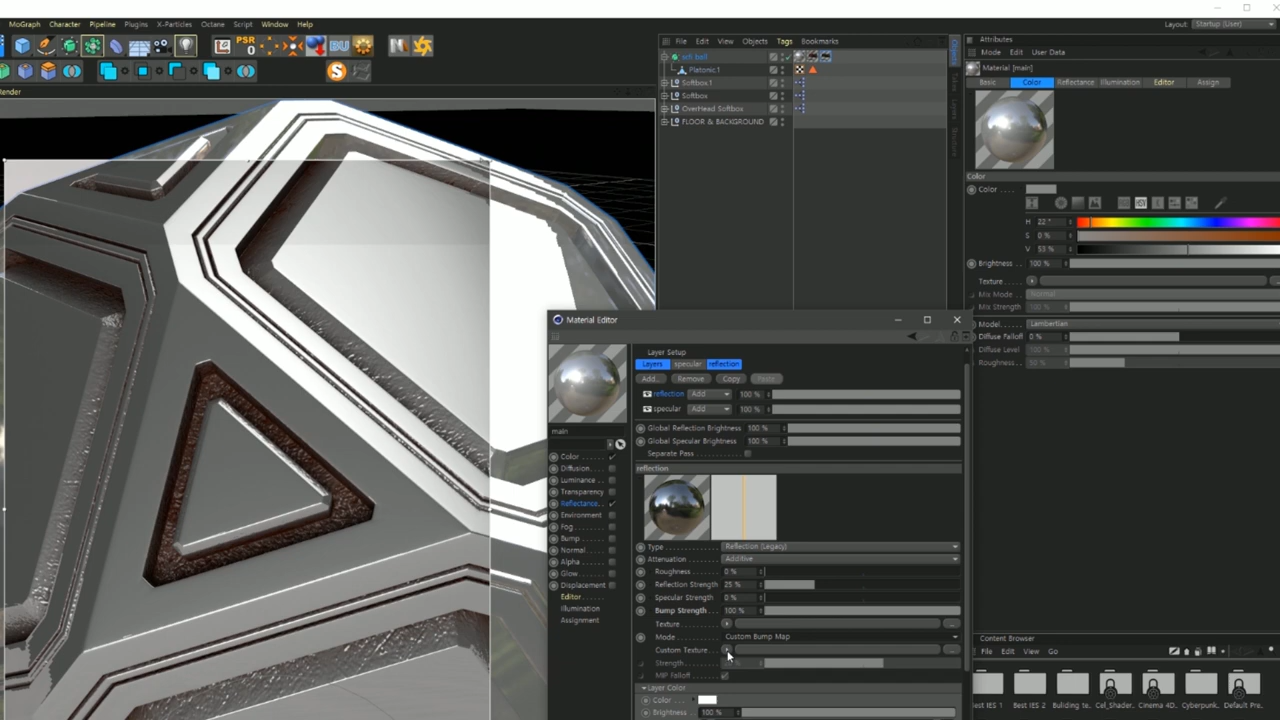 MoGraph Character Pipeline Plugins X-Particles Octane Script Window Help
Layout: Startup (User)
PSR
0
BU
File Edit View Objects Tags Bookmarks
Attributes
Mode Edit User Data
Platonic.1
Material [main]
Softbox.1
Basic Color Reflectance Illumination Editor Assign
Render
Softbox
OverHead Softbox
FLOOR & BACKGROUND
Color
Color
H 22 °
S 0 %
V 53 %
Brightness 100 %
Texture
Mix Mode Normal
Mix Strength 100 %
Model Lambertian
Diffuse Falloff 0 %
Diffuse Level 100 %
Roughness 50 %
Material Editor
Layer Setup
Layers specular reflection
Add... Remove Copy Paste
reflection Add 100 %
specular Add 100 %
Global Reflection Brightness 100 %
Global Specular Brightness 100 %
Separate Pass
main
Color
Diffusion
Luminance
Transparency
Reflectance
Environment
Fog
Bump
Normal
Alpha
Glow
Displacement
Editor
Illumination
Assignment
reflection
Type Reflection (Legacy)
Attenuation Additive
Roughness 0 %
Reflection Strength 25 %
Specular Strength 0 %
Bump Strength 100 %
Texture
Mode Custom Bump Map
Custom Texture
Strength
MIP Falloff
Layer Color
Color
Brightness 100 %
Content Browser
File Edit View Go
Best IES 1 Best IES 2 Building te.. Cel_Shader.. Cinema 4D.. Cyberpunk.. Default Pre..